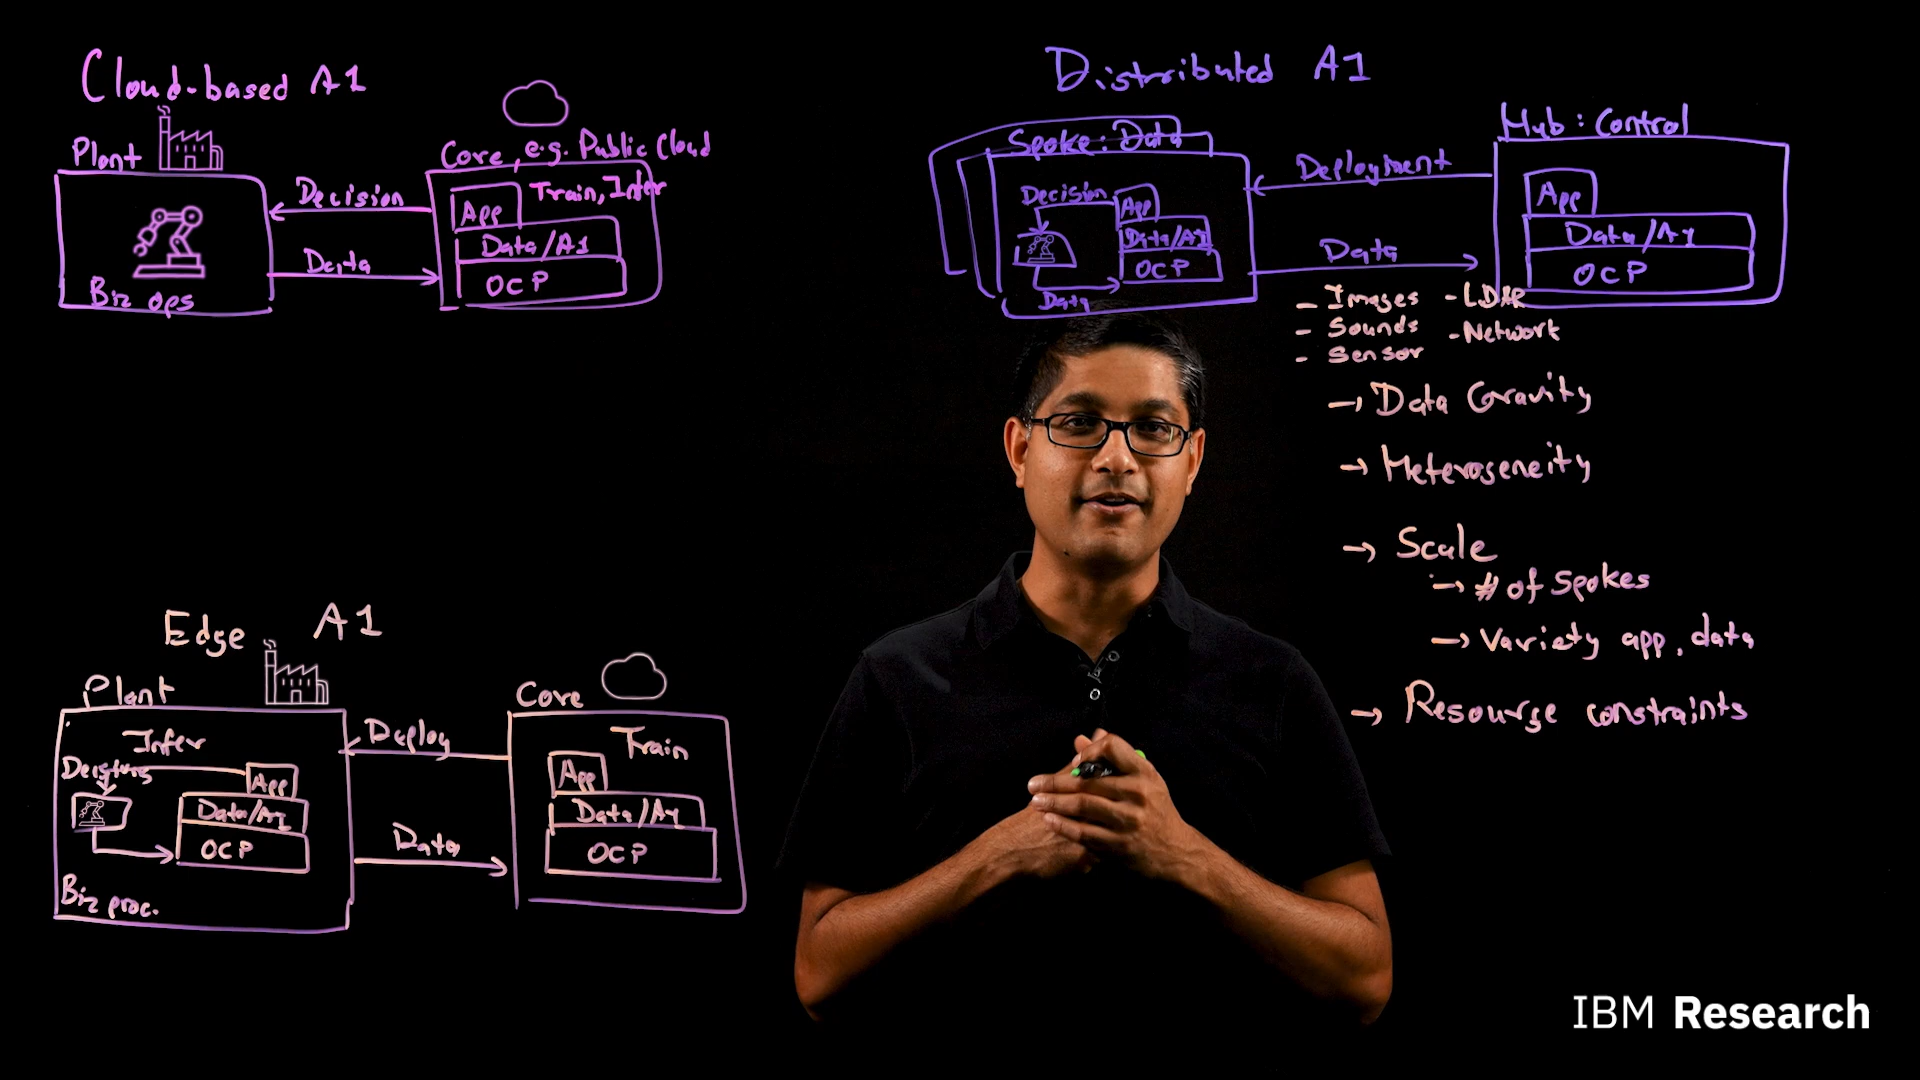 Cloud-based AI
Plant
Biz ops
Decision
Data
Core, e.g. Public Cloud
Train, Infer
App
Data/AI
OCP
Edge AI
Plant
Infer
Decisions
App
Data/AI
OCP
Biz proc.
Deploy
Data
Core
Train
App
Data/AI
OCP
Distributed AI
Spoke: Data
Decision
App
Data/AI
OCP
Data
Deployment
Data
Hub: Control
App
Data/AI
OCP
- Images - LDAR
- Sounds - Network
- Sensor
→ Data Gravity
→ Heterogeneity
→ Scale
→ # of Spokes
→ Variety app, data
→ Resource constraints
IBM Research